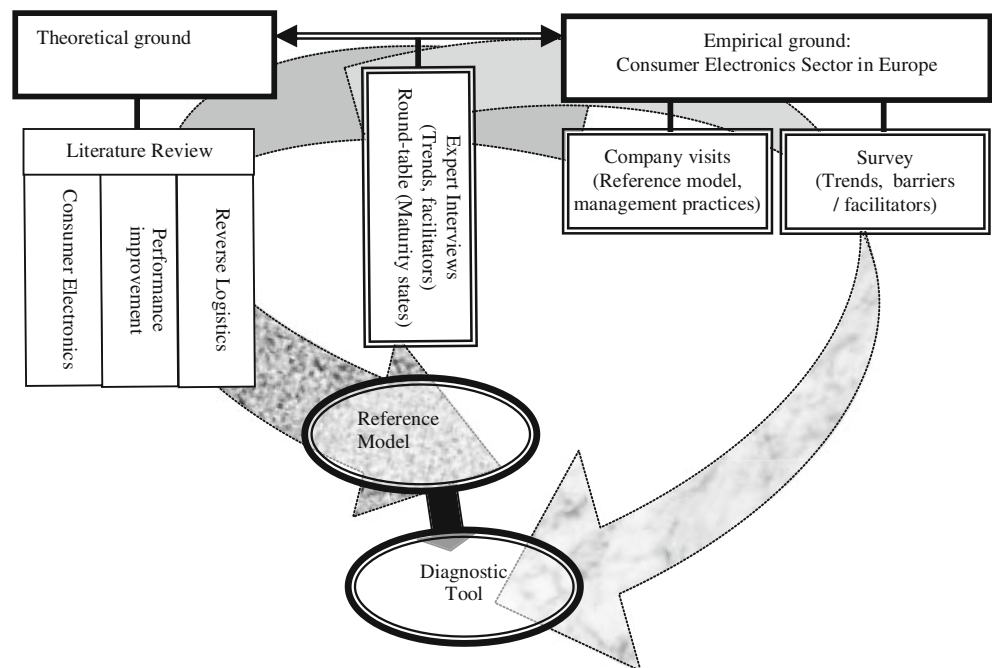 Theoretical ground
Empirical ground:
Consumer Electronics Sector in Europe
Literature Review
Consumer Electronics
Performance
improvement
Reverse Logistics
Expert Interviews
(Trends, facilitators)
Round-table (Maturity states)
Company visits
(Reference model,
management practices)
Survey
(Trends, barriers
/ facilitators)
Reference
Model
Diagnostic
Tool